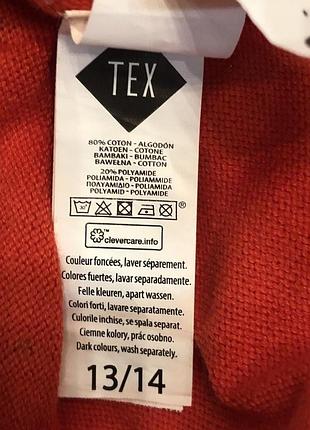 TEX
80% COTON - ALGODÓN
KATOEN - COTONE
BAMBAKI - BUMBAC
BAWEŁNA - COTTON
20% POLYAMIDE
POLIAMIDA - POLIAMMIDE
ΠΟΛΥΑΜΙΔΙΟ - POLIAMID
POLYAMID - POLYAMIDE
clevercare.info
Couleur foncées, laver séparement.
Colores fuertes, lavar separadamente.
Felle kleuren, apart wassen.
Colori forti, lavare separatamente.
Culorile inchise, se spala separat.
Ciemne kolory, prác osobno.
Dark colours, wash separately.
13/14